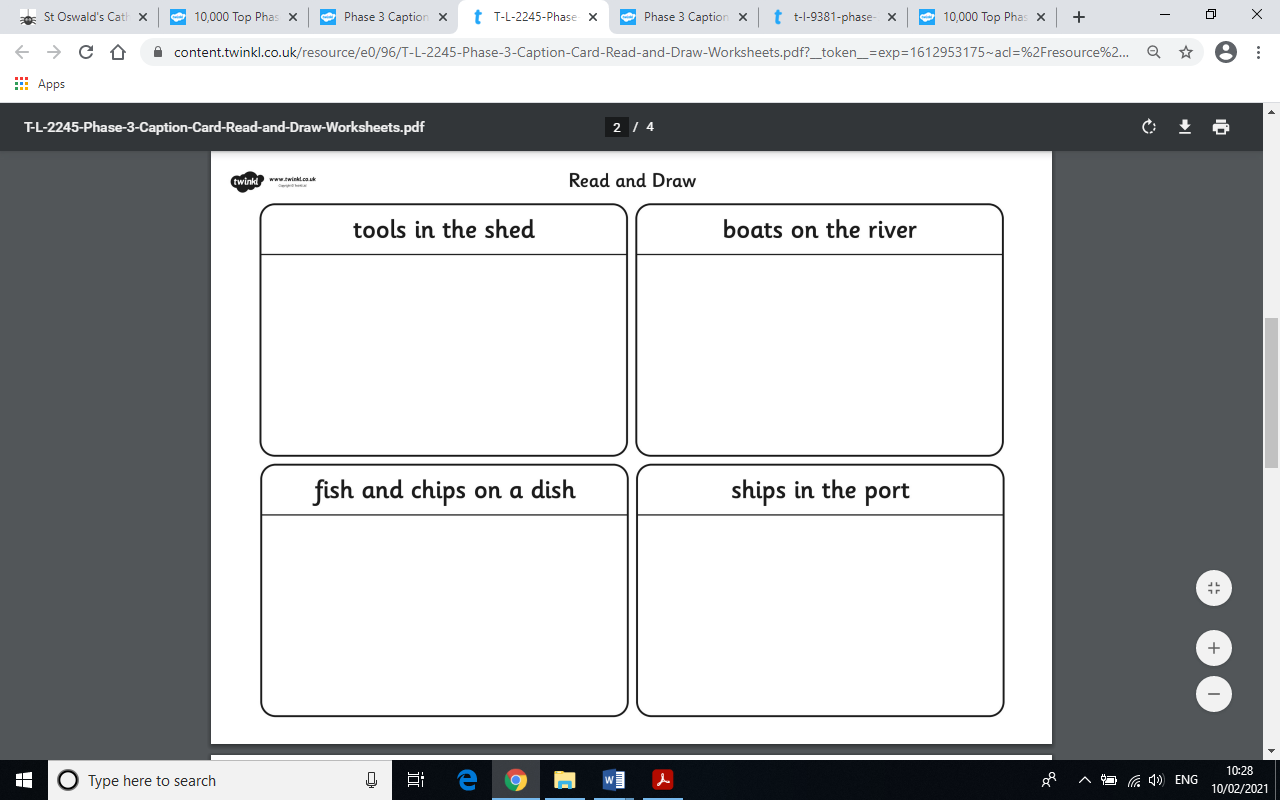 St Oswald's Cath
10,000 Top Phas
Phase 3 Caption
T-L-2245-Phase-
Phase 3 Caption
t-l-9381-phase-
10,000 Top Phas
content.twinkl.co.uk/resource/e0/96/T-L-2245-Phase-3-Caption-Card-Read-and-Draw-Worksheets.pdf?__token__=exp=1612953175~acl=%2Fresource%2...
Apps
T-L-2245-Phase-3-Caption-Card-Read-and-Draw-Worksheets.pdf
2 / 4
twinkl www.twinkl.co.uk
Read and Draw
tools in the shed
boats on the river
fish and chips on a dish
ships in the port
Type here to search
ENG
10:28
10/02/2021